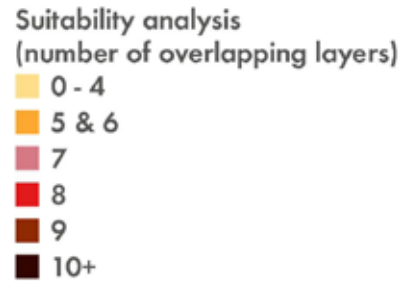 Suitability analysis
(number of overlapping layers)
0 - 4
5 & 6
7
8
9
10+